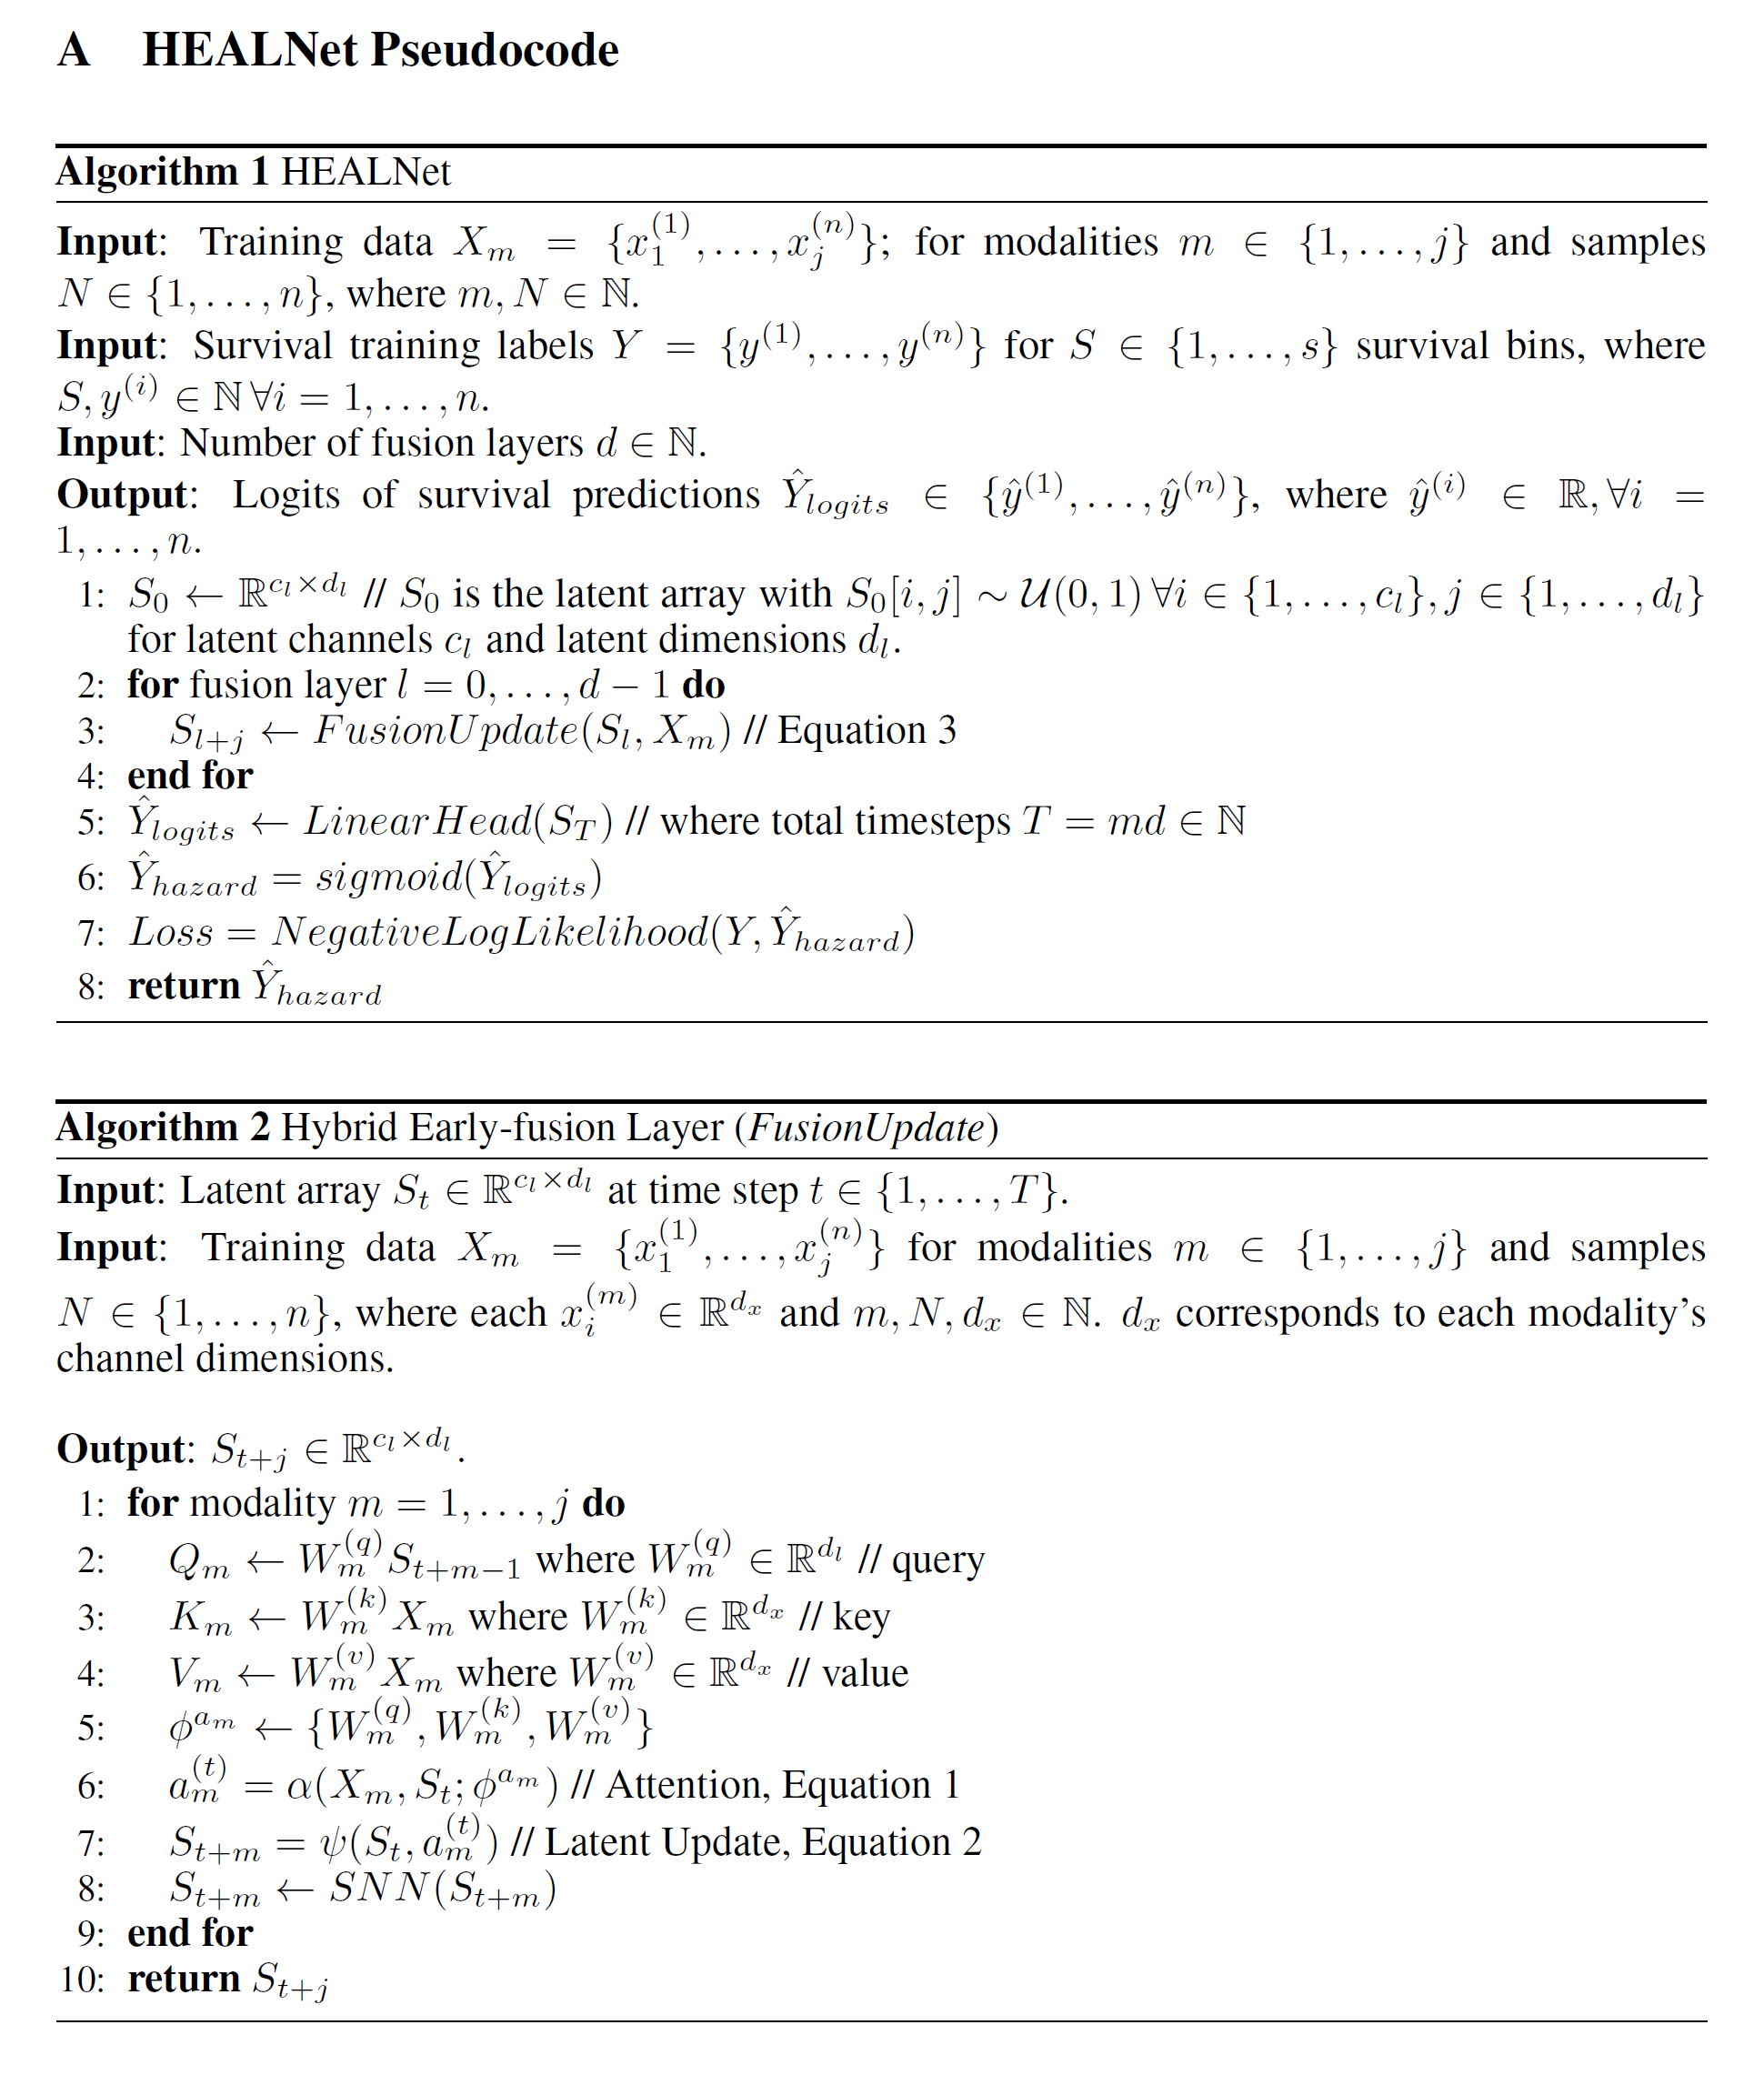 A HEALNet Pseudocode
Algorithm 1 HEALNet
Input: Training data $X_m = \{x_1^{(1)}, \ldots, x_j^{(n)}\}$; for modalities $m \in \{1, \ldots, j\}$ and samples
$N \in \{1, \ldots, n\}$, where $m, N \in \mathbb{N}$.
Input: Survival training labels $Y = \{y^{(1)}, \ldots, y^{(n)}\}$ for $S \in \{1, \ldots, s\}$ survival bins, where
$S, y^{(i)} \in \mathbb{N} \, \forall i = 1, \ldots, n$.
Input: Number of fusion layers $d \in \mathbb{N}$.
Output: Logits of survival predictions $\hat{Y}_{logits} \in \{\hat{y}^{(1)}, \ldots, \hat{y}^{(n)}\}$, where $\hat{y}^{(i)} \in \mathbb{R}, \forall i =$
$1, \ldots, n$.
1: $S_0 \leftarrow \mathbb{R}^{c_l \times d_l}$ // $S_0$ is the latent array with $S_0[i, j] \sim \mathcal{U}(0, 1) \, \forall i \in \{1, \ldots, c_l\}, j \in \{1, \ldots, d_l\}$
for latent channels $c_l$ and latent dimensions $d_l$.
2: for fusion layer $l = 0, \ldots, d - 1$ do
3: $S_{l+j} \leftarrow FusionUpdate(S_l, X_m)$ // Equation 3
4: end for
5: $\hat{Y}_{logits} \leftarrow LinearHead(S_T)$ // where total timesteps $T = md \in \mathbb{N}$
6: $\hat{Y}_{hazard} = sigmoid(\hat{Y}_{logits})$
7: $Loss = NegativeLogLikelihood(Y, \hat{Y}_{hazard})$
8: return $\hat{Y}_{hazard}$
Algorithm 2 Hybrid Early-fusion Layer (FusionUpdate)
Input: Latent array $S_t \in \mathbb{R}^{c_l \times d_l}$ at time step $t \in \{1, \ldots, T\}$.
Input: Training data $X_m = \{x_1^{(1)}, \ldots, x_j^{(n)}\}$ for modalities $m \in \{1, \ldots, j\}$ and samples
$N \in \{1, \ldots, n\}$, where each $x_i^{(m)} \in \mathbb{R}^{d_x}$ and $m, N, d_x \in \mathbb{N}$. $d_x$ corresponds to each modality's
channel dimensions.
Output: $S_{t+j} \in \mathbb{R}^{c_l \times d_l}$.
1: for modality $m = 1, \ldots, j$ do
2: $Q_m \leftarrow W_m^{(q)} S_{t+m-1}$ where $W_m^{(q)} \in \mathbb{R}^{d_l}$ // query
3: $K_m \leftarrow W_m^{(k)} X_m$ where $W_m^{(k)} \in \mathbb{R}^{d_x}$ // key
4: $V_m \leftarrow W_m^{(v)} X_m$ where $W_m^{(v)} \in \mathbb{R}^{d_x}$ // value
5: $\phi^{a_m} \leftarrow \{W_m^{(q)}, W_m^{(k)}, W_m^{(v)}\}$
6: $a_m^{(t)} = \alpha(X_m, S_t; \phi^{a_m})$ // Attention, Equation 1
7: $S_{t+m} = \psi(S_t, a_m^{(t)})$ // Latent Update, Equation 2
8: $S_{t+m} \leftarrow SNN(S_{t+m})$
9: end for
10: return $S_{t+j}$